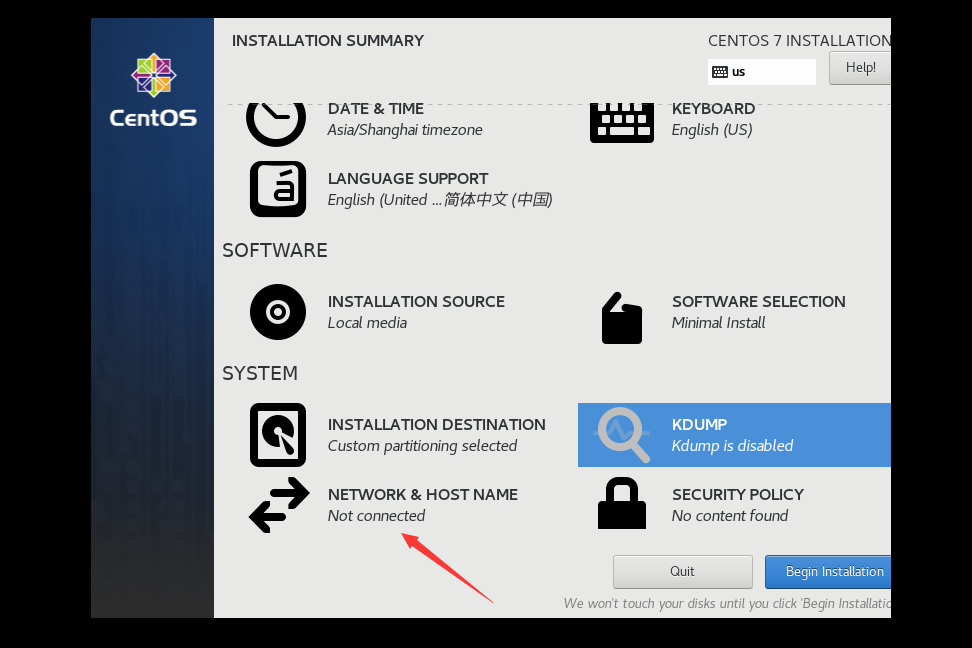 INSTALLATION SUMMARY
CENTOS 7 INSTALLATION
us
Help!
CentOS
DATE & TIME
Asia/Shanghai timezone
KEYBOARD
English (US)
LANGUAGE SUPPORT
English (United ...简体中文 (中国)
SOFTWARE
INSTALLATION SOURCE
Local media
SOFTWARE SELECTION
Minimal Install
SYSTEM
INSTALLATION DESTINATION
Custom partitioning selected
KDUMP
Kdump is disabled
NETWORK & HOST NAME
Not connected
SECURITY POLICY
No content found
Quit
Begin Installation
We won't touch your disks until you click 'Begin Installatio